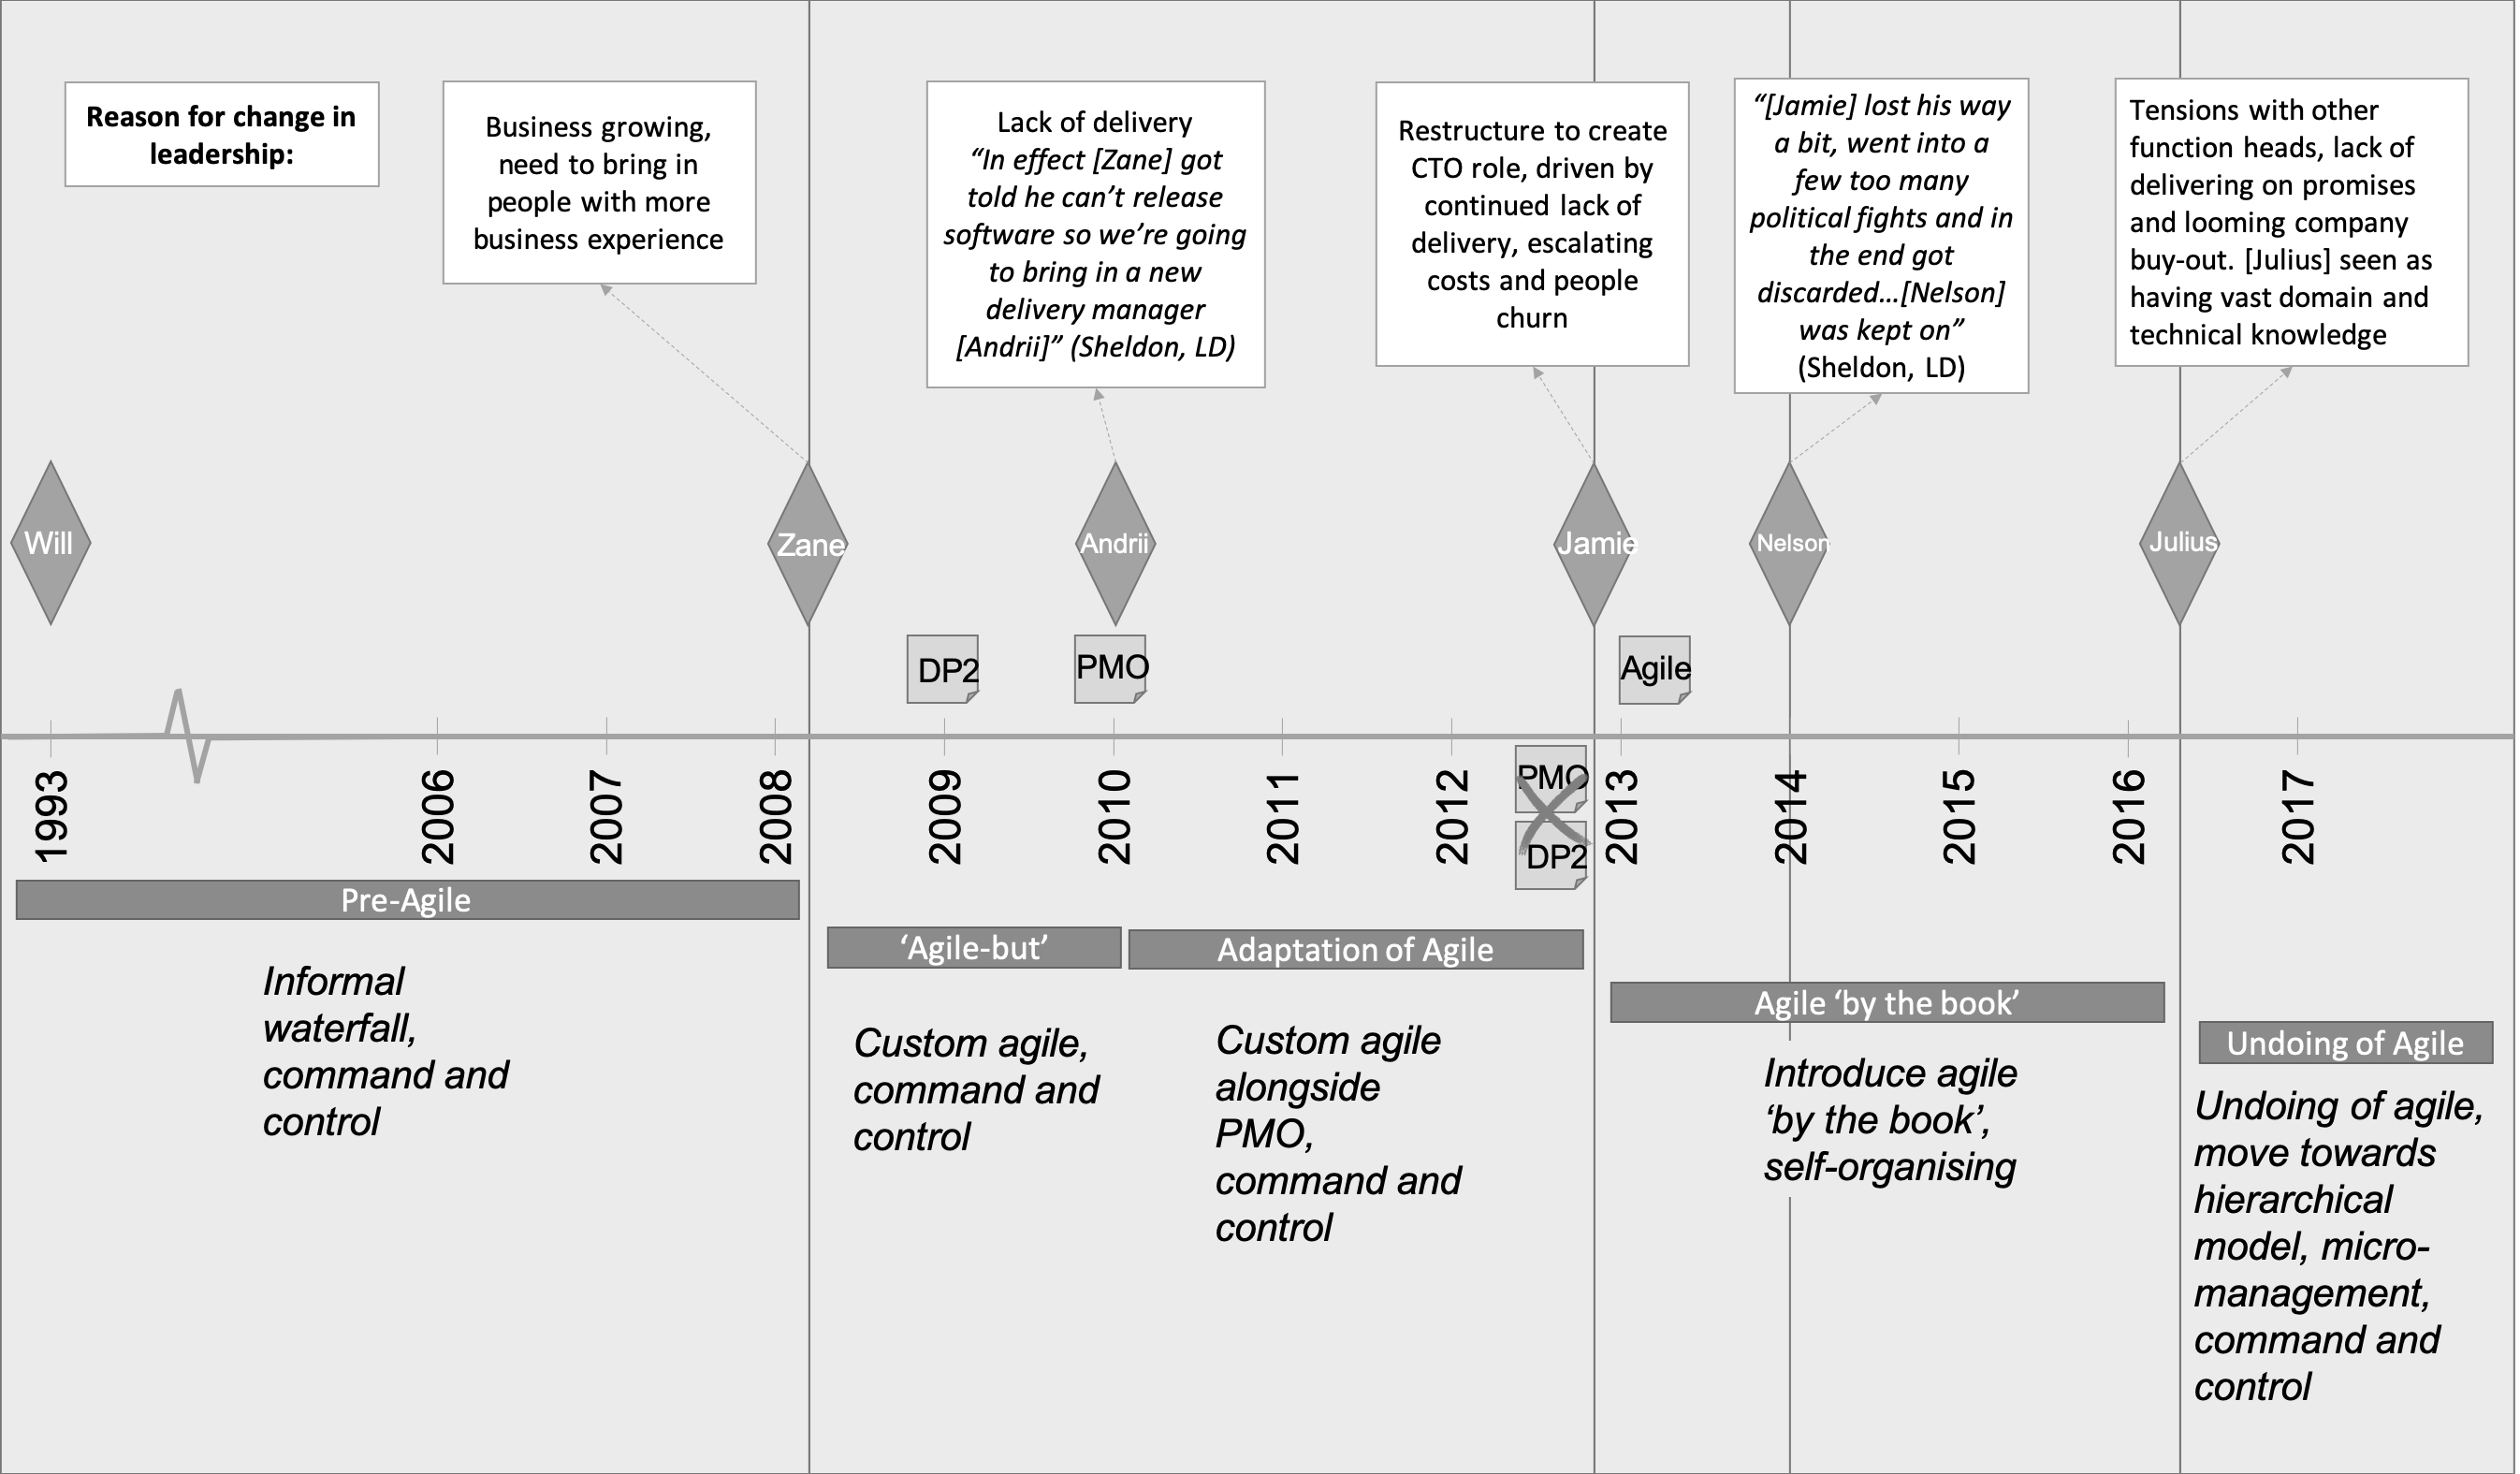 Reason for change in
leadership:
Business growing,
need to bring in
people with more
business experience
Lack of delivery
“In effect [Zane] got
told he can’t release
software so we’re going
to bring in a new
delivery manager
[Andrii]” (Sheldon, LD)
Restructure to create
CTO role, driven by
continued lack of
delivery, escalating
costs and people
churn
“[Jamie] lost his way
a bit, went into a
few too many
political fights and in
the end got
discarded…[Nelson]
was kept on”
(Sheldon, LD)
Tensions with other
function heads, lack of
delivering on promises
and looming company
buy-out. [Julius] seen as
having vast domain and
technical knowledge
Will
Zane
Andrii
Jamie
Nelson
Julius
DP2
PMO
Agile
PMO
DP2
1993
2006
2007
2008
2009
2010
2011
2012
2013
2014
2015
2016
2017
Pre-Agile
‘Agile-but’
Adaptation of Agile
Agile ‘by the book’
Undoing of Agile
Informal
waterfall,
command and
control
Custom agile,
command and
control
Custom agile
alongside
PMO,
command and
control
Introduce agile
‘by the book’,
self-organising
Undoing of agile,
move towards
hierarchical
model, micro-
management,
command and
control